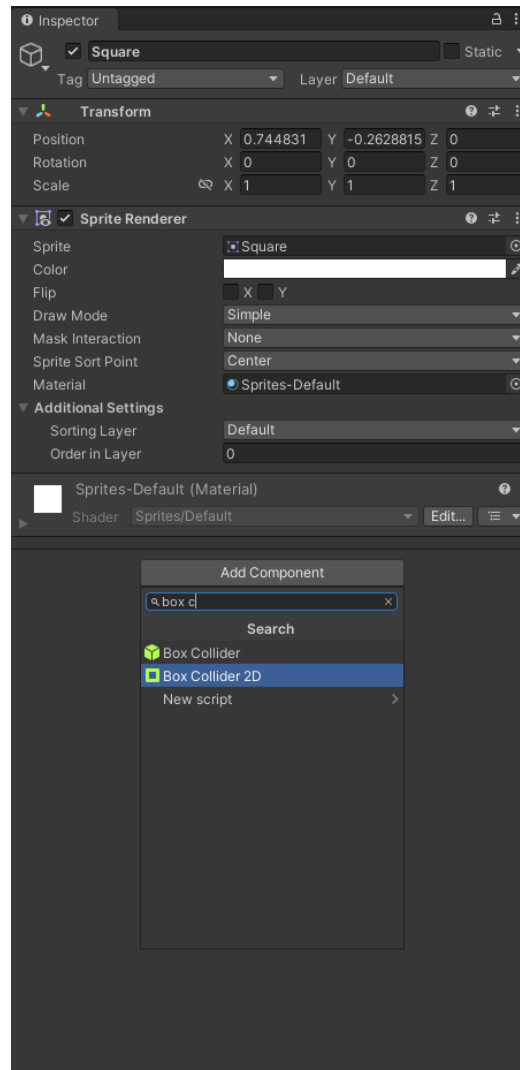 Inspector
Square Static
Tag Untagged Layer Default
Transform
Position X 0.744831 Y -0.2628815 Z 0
Rotation X 0 Y 0 Z 0
Scale X 1 Y 1 Z 1
Sprite Renderer
Sprite Square
Color
Flip X Y
Draw Mode Simple
Mask Interaction None
Sprite Sort Point Center
Material Sprites-Default
Additional Settings
Sorting Layer Default
Order in Layer 0
Sprites-Default (Material)
Shader Sprites/Default Edit...
Add Component
box c
Search
Box Collider
Box Collider 2D
New script